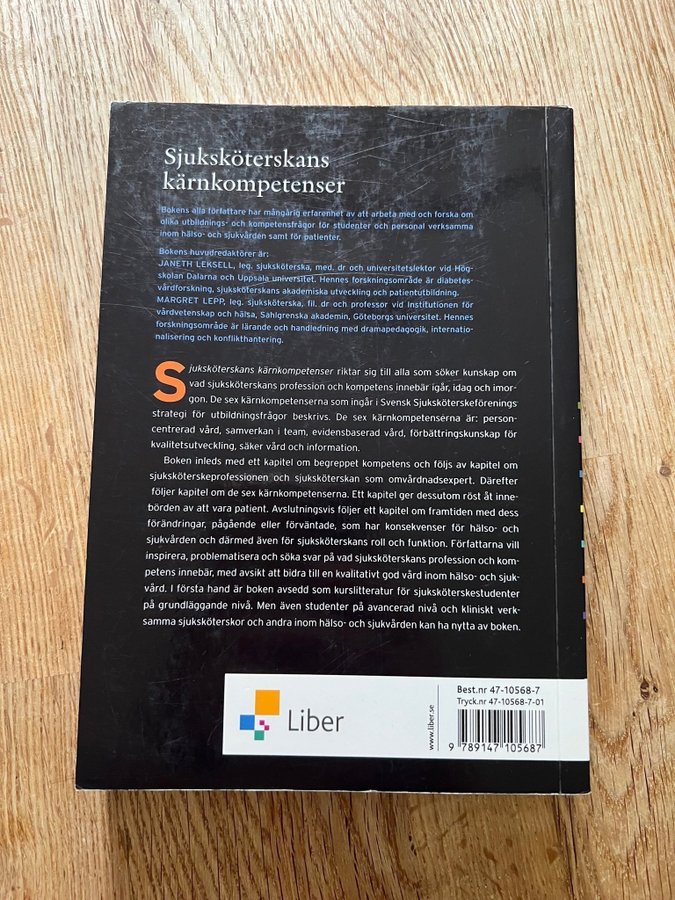 Sjuksköterskans
kärnkompetenser
Bokens alla författare har mångårig erfarenhet av att arbeta med och forska om
olika utbildnings- och kompetensfrågor för studenter och personal verksamma
inom hälso- och sjukvården samt för patienter.
Bokens huvudredaktörer är:
JANETH LEKSELL, leg. sjuksköterska, med. dr och universitetslektor vid Hög-
skolan Dalarna och Uppsala universitet. Hennes forskningsområde är diabetes-
vårdforskning, sjuksköterskans akademiska utveckling och patientutbildning.
MARGRET LEPP, leg. sjuksköterska, fil. dr och professor vid Institutionen för
vårdvetenskap och hälsa, Sahlgrenska akademin, Göteborgs universitet. Hennes
forskningsområde är lärande och handledning med dramapedagogik, internatio-
nalisering och konflikthantering.
Sjuksköterskans kärnkompetenser riktar sig till alla som söker kunskap om
vad sjuksköterskans profession och kompetens innebär igår, idag och imor-
gon. De sex kärnkompetenserna som ingår i Svensk Sjuksköterskeförenings
strategi för utbildningsfrågor beskrivs. De sex kärnkompetenserna är: person-
centrerad vård, samverkan i team, evidensbaserad vård, förbättringskunskap för
kvalitetsutveckling, säker vård och information.
Boken inleds med ett kapitel om begreppet kompetens och följs av kapitel om
sjuksköterskeprofessionen och sjuksköterskan som omvårdnadsexpert. Därefter
följer kapitel om de sex kärnkompetenserna. Ett kapitel ger dessutom röst åt inne-
börden av att vara patient. Avslutningsvis följer ett kapitel om framtiden med dess
förändringar, pågående eller förväntade, som har konsekvenser för hälso- och
sjukvården och därmed även för sjuksköterskans roll och funktion. Författarna vill
inspirera, problematisera och söka svar på vad sjuksköterskans profession och kom-
petens innebär, med avsikt att bidra till en kvalitativt god vård inom hälso- och sjuk-
vård. I första hand är boken avsedd som kurslitteratur för sjuksköterskestudenter
på grundläggande nivå. Men även studenter på avancerad nivå och kliniskt verk-
samma sjuksköterskor och andra inom hälso- och sjukvården kan ha nytta av boken.
Liber
www.liber.se
Best.nr 47-10568-7
Tryck.nr 47-10568-7-01
9 789147 105687